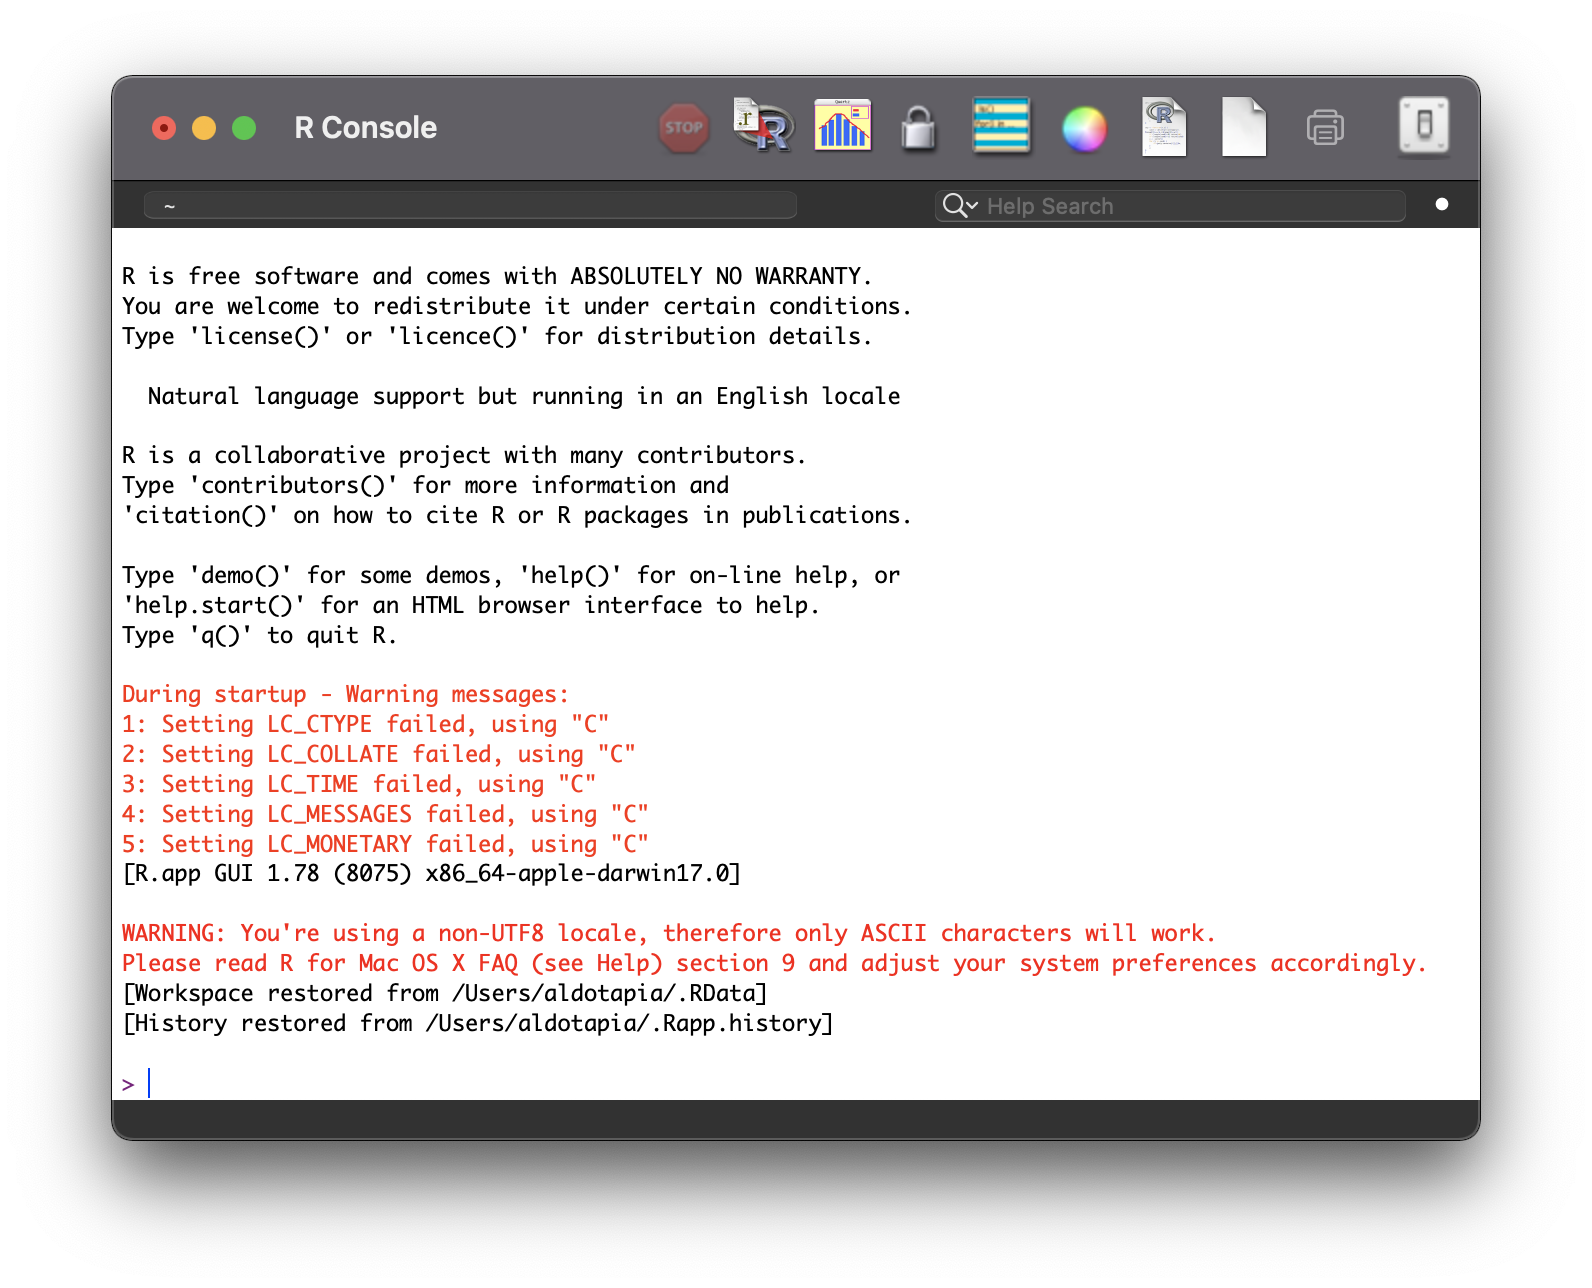 R Console
STOP
~
Help Search
R is free software and comes with ABSOLUTELY NO WARRANTY.
You are welcome to redistribute it under certain conditions.
Type 'license()' or 'licence()' for distribution details.
Natural language support but running in an English locale
R is a collaborative project with many contributors.
Type 'contributors()' for more information and
'citation()' on how to cite R or R packages in publications.
Type 'demo()' for some demos, 'help()' for on-line help, or
'help.start()' for an HTML browser interface to help.
Type 'q()' to quit R.
During startup - Warning messages:
1: Setting LC_CTYPE failed, using "C"
2: Setting LC_COLLATE failed, using "C"
3: Setting LC_TIME failed, using "C"
4: Setting LC_MESSAGES failed, using "C"
5: Setting LC_MONETARY failed, using "C"
[R.app GUI 1.78 (8075) x86_64-apple-darwin17.0]
WARNING: You're using a non-UTF8 locale, therefore only ASCII characters will work.
Please read R for Mac OS X FAQ (see Help) section 9 and adjust your system preferences accordingly.
[Workspace restored from /Users/aldotapia/.RData]
[History restored from /Users/aldotapia/.Rapp.history]
>